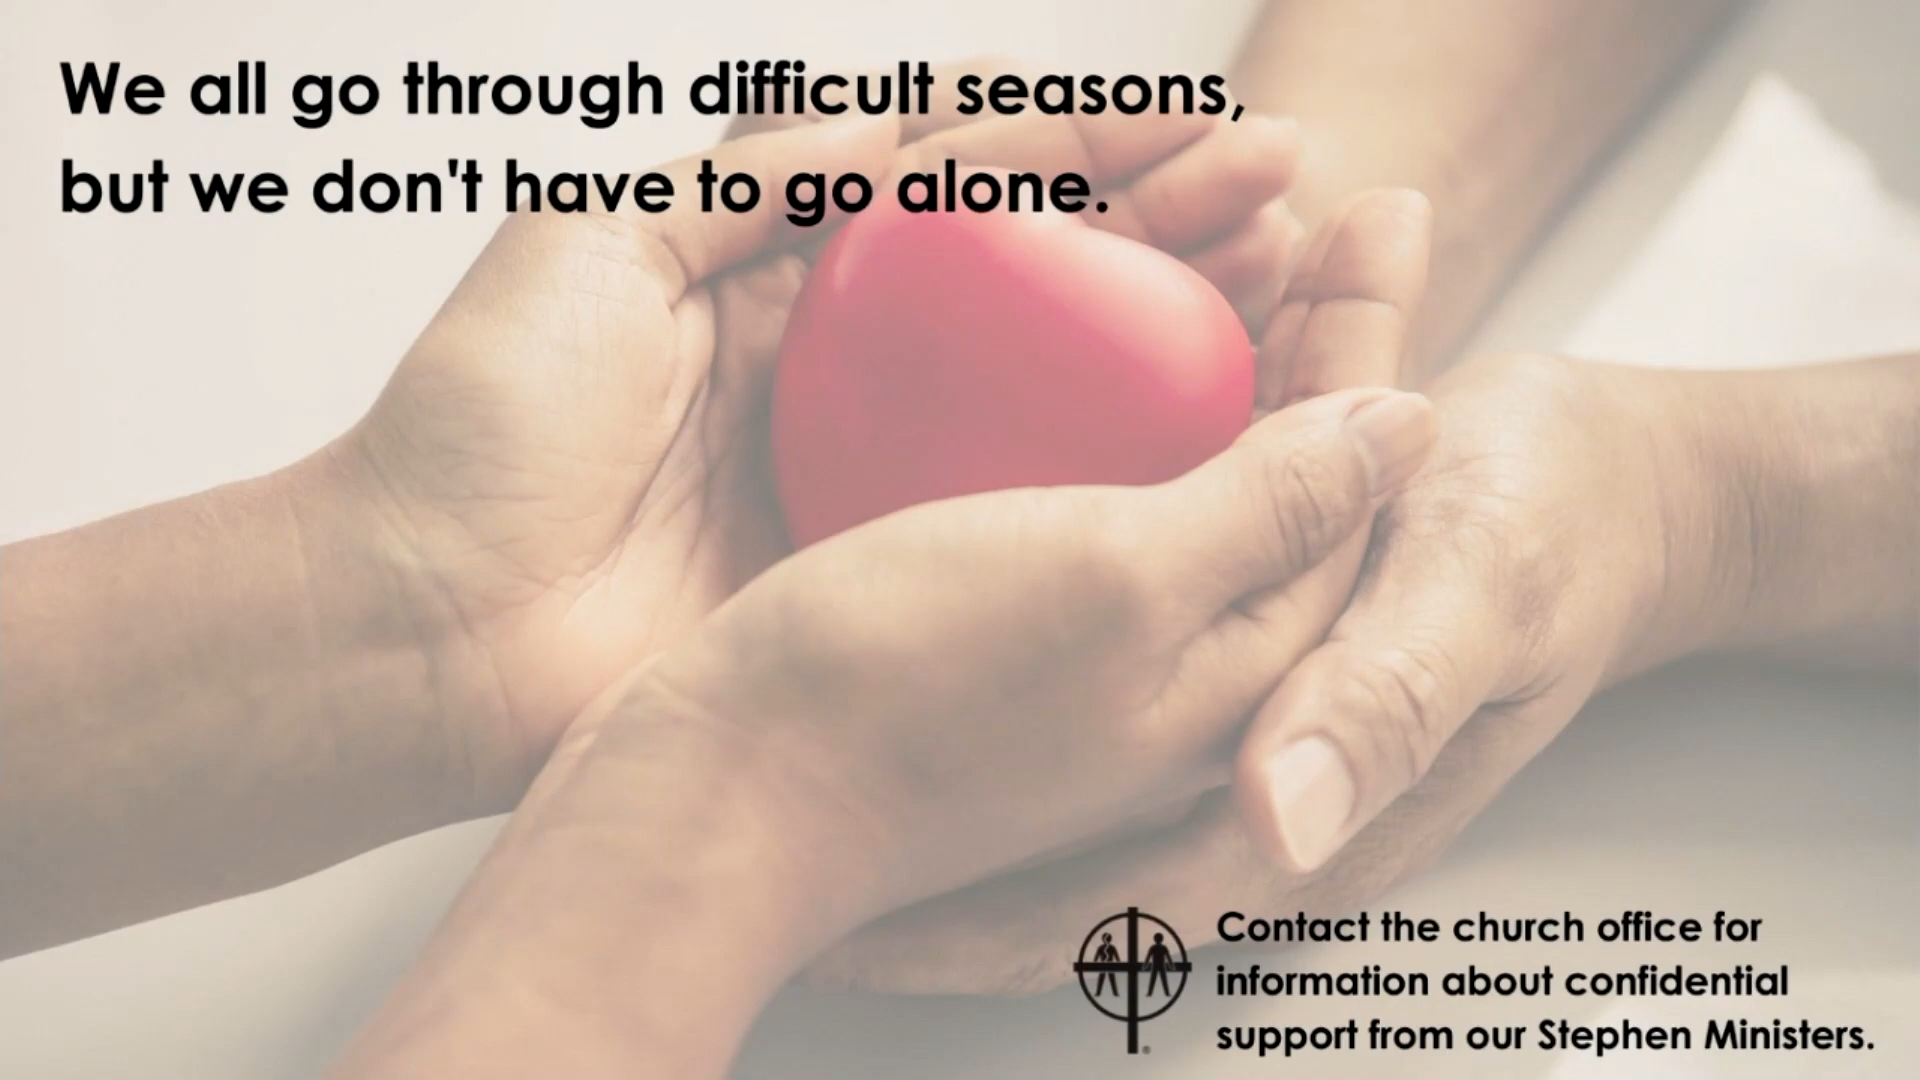 We all go through difficult seasons,
but we don't have to go alone.
Contact the church office for
information about confidential
support from our Stephen Ministers.
®